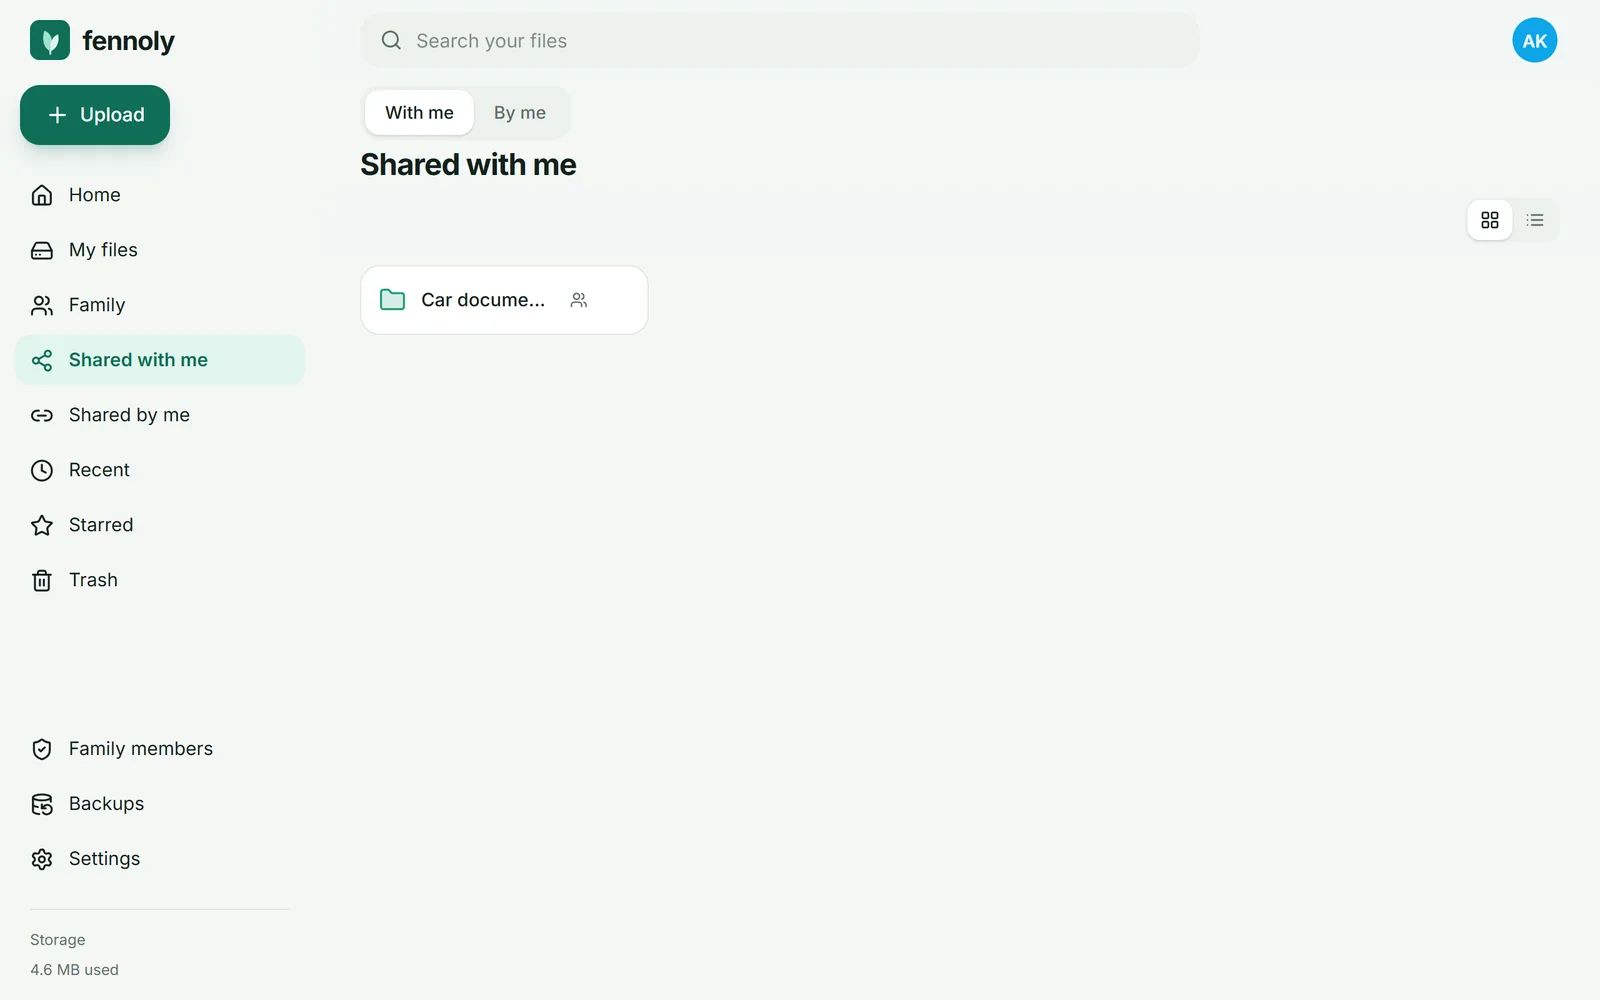 fennoly
Search your files
AK
Upload
With me
By me
Shared with me
Home
My files
Family
Shared with me
Shared by me
Recent
Starred
Trash
Car docume...
Family members
Backups
Settings
Storage
4.6 MB used